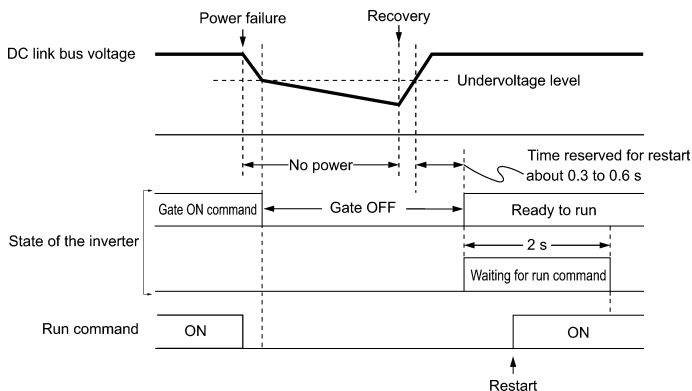 Power failure
Recovery
DC link bus voltage
Undervoltage level
No power
Time reserved for restart
about 0.3 to 0.6 s
Gate ON command
Gate OFF
Ready to run
State of the inverter
2 s
Waiting for run command
Run command
ON
ON
Restart